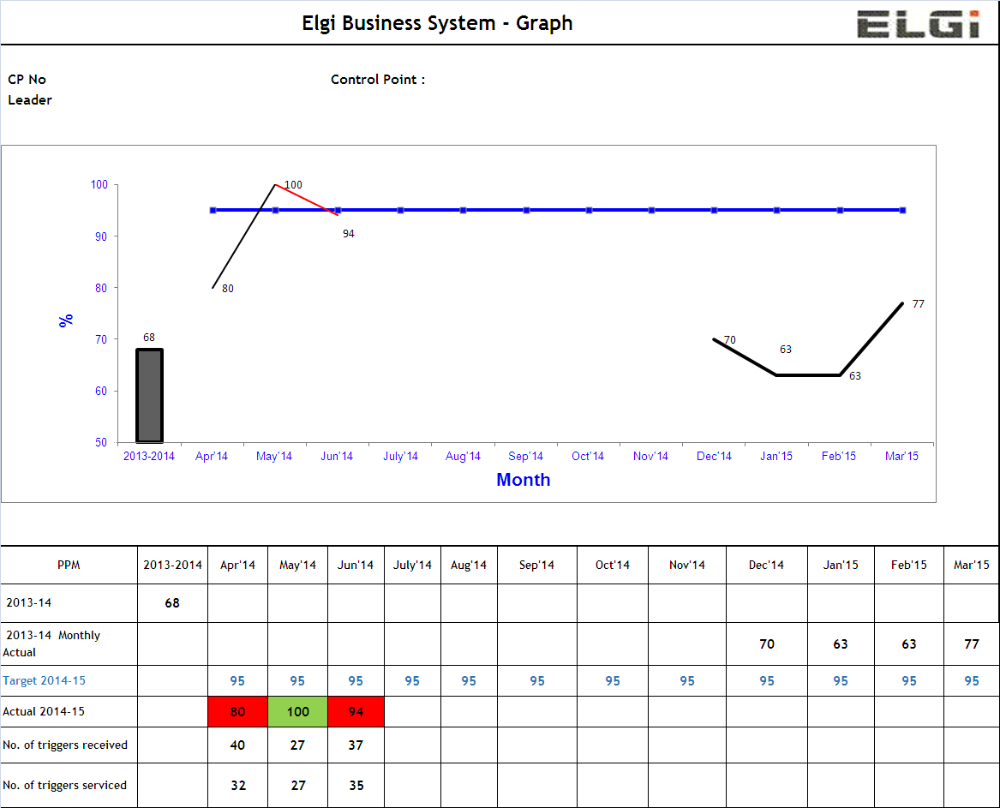 Elgi Business System - Graph
ELGi
CP No
Control Point :
Leader
100
90
80
70
60
50
%
68
80
100
94
70
63
63
77
2013-2014 Apr'14 May'14 Jun'14 July'14 Aug'14 Sep'14 Oct'14 Nov'14 Dec'14 Jan'15 Feb'15 Mar'15
Month
PPM 2013-2014 Apr'14 May'14 Jun'14 July'14 Aug'14 Sep'14 Oct'14 Nov'14 Dec'14 Jan'15 Feb'15 Mar'15
2013-14 68
2013-14 Monthly
Actual 70 63 63 77
Target 2014-15 95 95 95 95 95 95 95 95 95 95 95 95
Actual 2014-15 80 100 94
No. of triggers received 40 27 37
No. of triggers serviced 32 27 35